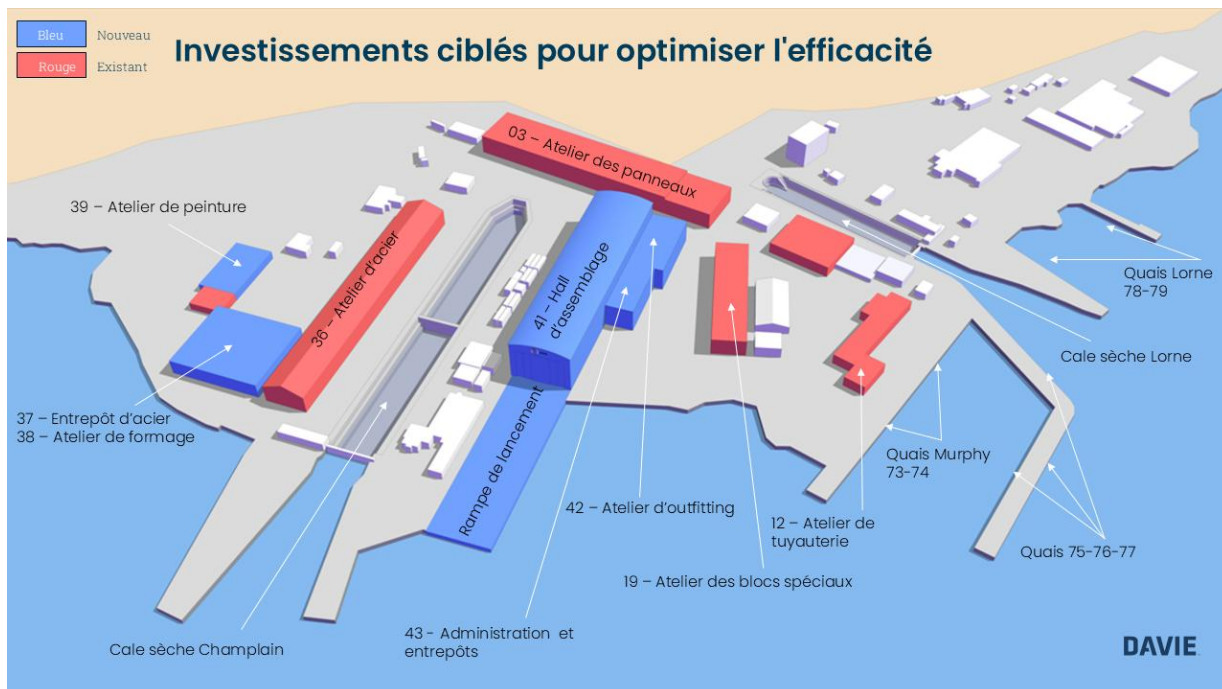 Bleu
Nouveau
Rouge
Existant
Investissements ciblés pour optimiser l'efficacité
03 – Atelier des panneaux
39 – Atelier de peinture
36 – Atelier d'acier
41 – Hall
d'assemblage
Quais Lorne
78-79
Cale sèche Lorne
37 – Entrepôt d'acier
38 – Atelier de formage
Rampe de lancement
Quais Murphy
73-74
42 – Atelier d'outfitting
12 – Atelier de
tuyauterie
Quais 75-76-77
19 – Atelier des blocs spéciaux
43 - Administration et
entrepôts
Cale sèche Champlain
DAVIE